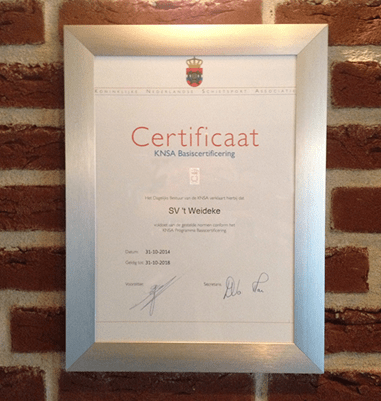 KONINKLIJKE NEDERLANDSE SCHIETSPORT ASSOCIATIE
Certificaat
KNSA Basiscertificering
Het Dagelijks Bestuur van de KNSA verklaart hierbij dat
SV 't Weideke
voldoet aan de gestelde normen conform het
KNSA Programma Basiscertificering.
Datum: 31-10-2014
Geldig tot: 31-10-2018
Voorzitter, Secretaris,